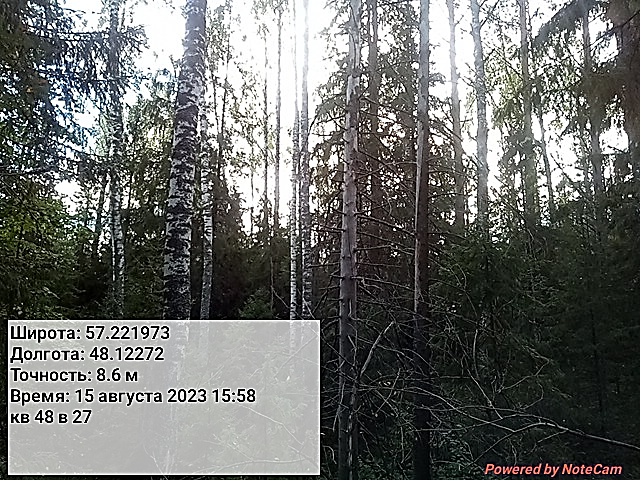 Широта: 57.221973
Долгота: 48.12272
Точность: 8.6 м
Время: 15 августа 2023 15:58
кв 48 в 27
Powered by NoteCam